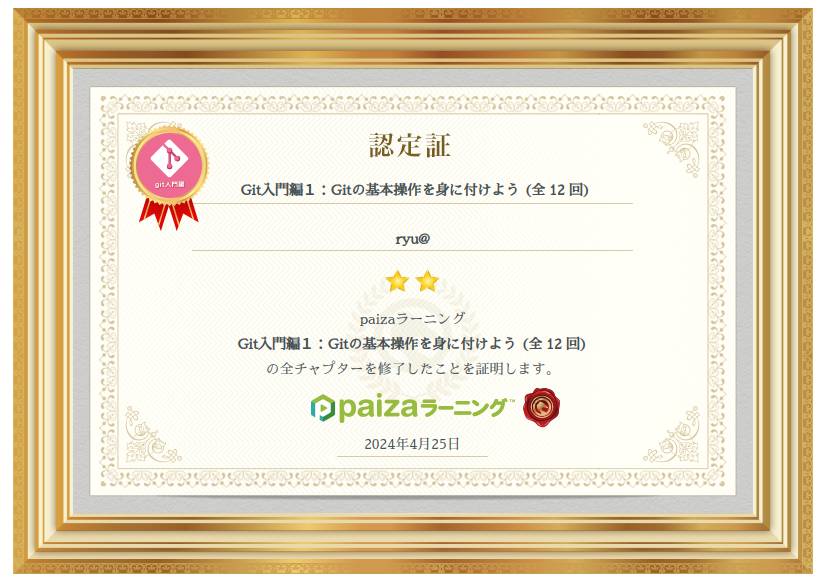 認定証
git入門編
Git入門編１：Gitの基本操作を身に付けよう (全 12 回)
ryu@
paizaラーニング
Git入門編１：Gitの基本操作を身に付けよう (全 12 回)
の全チャプターを修了したことを証明します。
paizaラーニング™
2024年4月25日